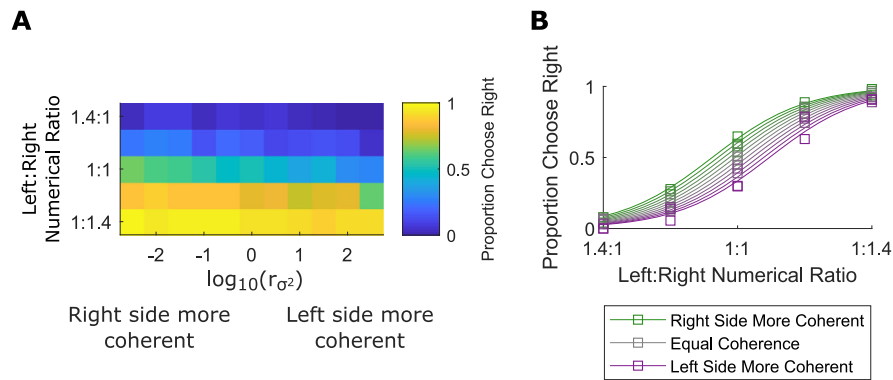 A
Left:Right
Numerical Ratio
1.4:1
1:1
1:1.4
-2 -1 0 1 2
log10(rσ2)
Right side more
coherent
Left side more
coherent
1
0.5
0
Proportion Choose Right
B
Proportion Choose Right
1
0.5
0
1.4:1 1:1 1:1.4
Left:Right Numerical Ratio
Right Side More Coherent
Equal Coherence
Left Side More Coherent